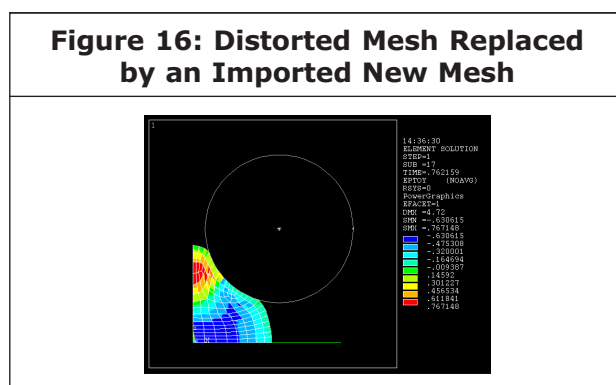 Figure 16: Distorted Mesh Replaced
by an Imported New Mesh
1
14:36:30
ELEMENT SOLUTION
STEP=1
SUB =17
TIME=.762159
EPTOY (NOAVG)
RSYS=0
PowerGraphics
EFACET=1
DMX =4.72
SMN =-.630615
SMX =.767148
-.630615
-.475308
-.320001
-.164694
-.009387
.14592
.301227
.456534
.611841
.767148